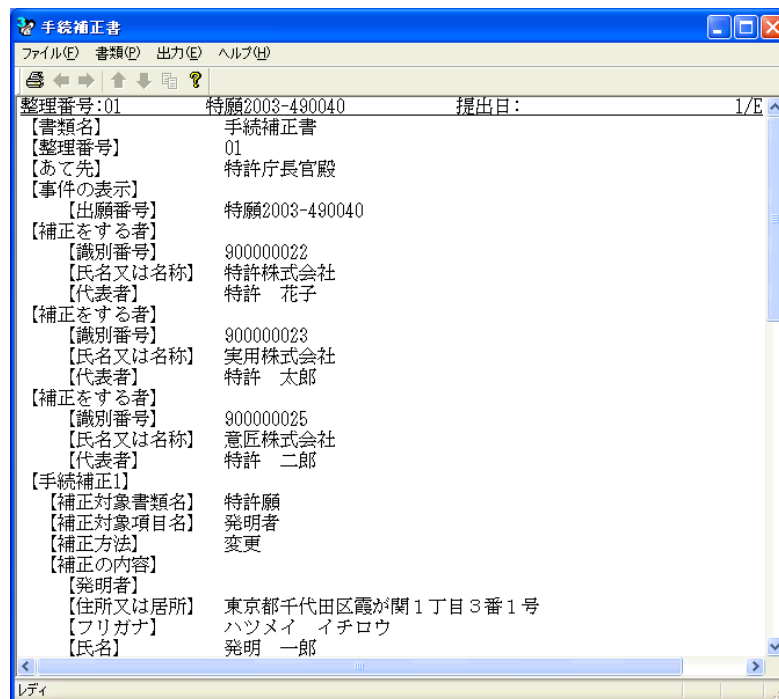 手続補正書
ファイル(F) 書類(P) 出力(E) ヘルプ(H)
整理番号:01 特願2003-490040 提出日: 1/E
【書類名】 手続補正書
【整理番号】 01
【あて先】 特許庁長官殿
【事件の表示】
【出願番号】 特願2003-490040
【補正をする者】
【識別番号】 900000022
【氏名又は名称】 特許株式会社
【代表者】 特許 花子
【補正をする者】
【識別番号】 900000023
【氏名又は名称】 実用株式会社
【代表者】 特許 太郎
【補正をする者】
【識別番号】 900000025
【氏名又は名称】 意匠株式会社
【代表者】 特許 二郎
【手続補正1】
【補正対象書類名】 特許願
【補正対象項目名】 発明者
【補正方法】 変更
【補正の内容】
【発明者】
【住所又は居所】 東京都千代田区霞が関1丁目3番1号
【フリガナ】 ハツメイ イチロウ
【氏名】 発明 一郎
レディ